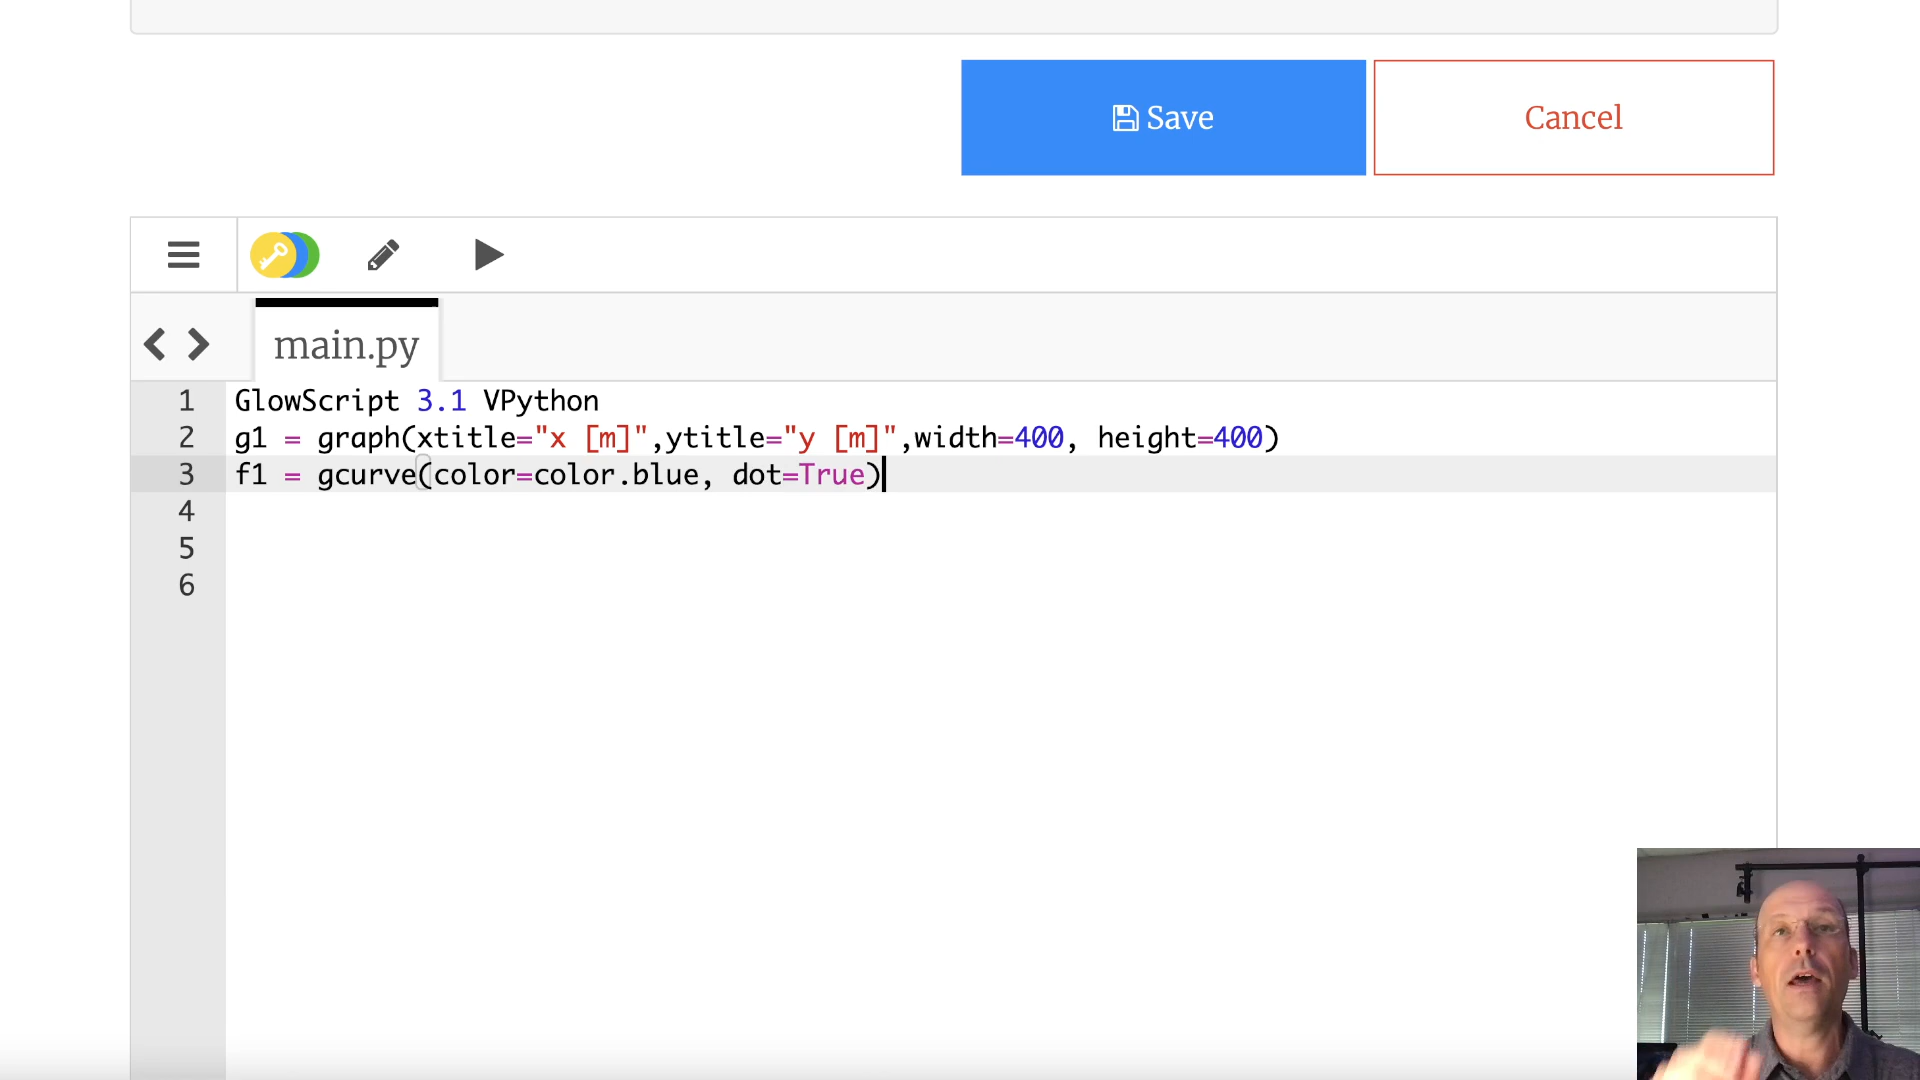 Save
Cancel
main.py
1 GlowScript 3.1 VPython
2 g1 = graph(xtitle="x [m]",ytitle="y [m]",width=400, height=400)
3 f1 = gcurve(color=color.blue, dot=True)
4
5
6